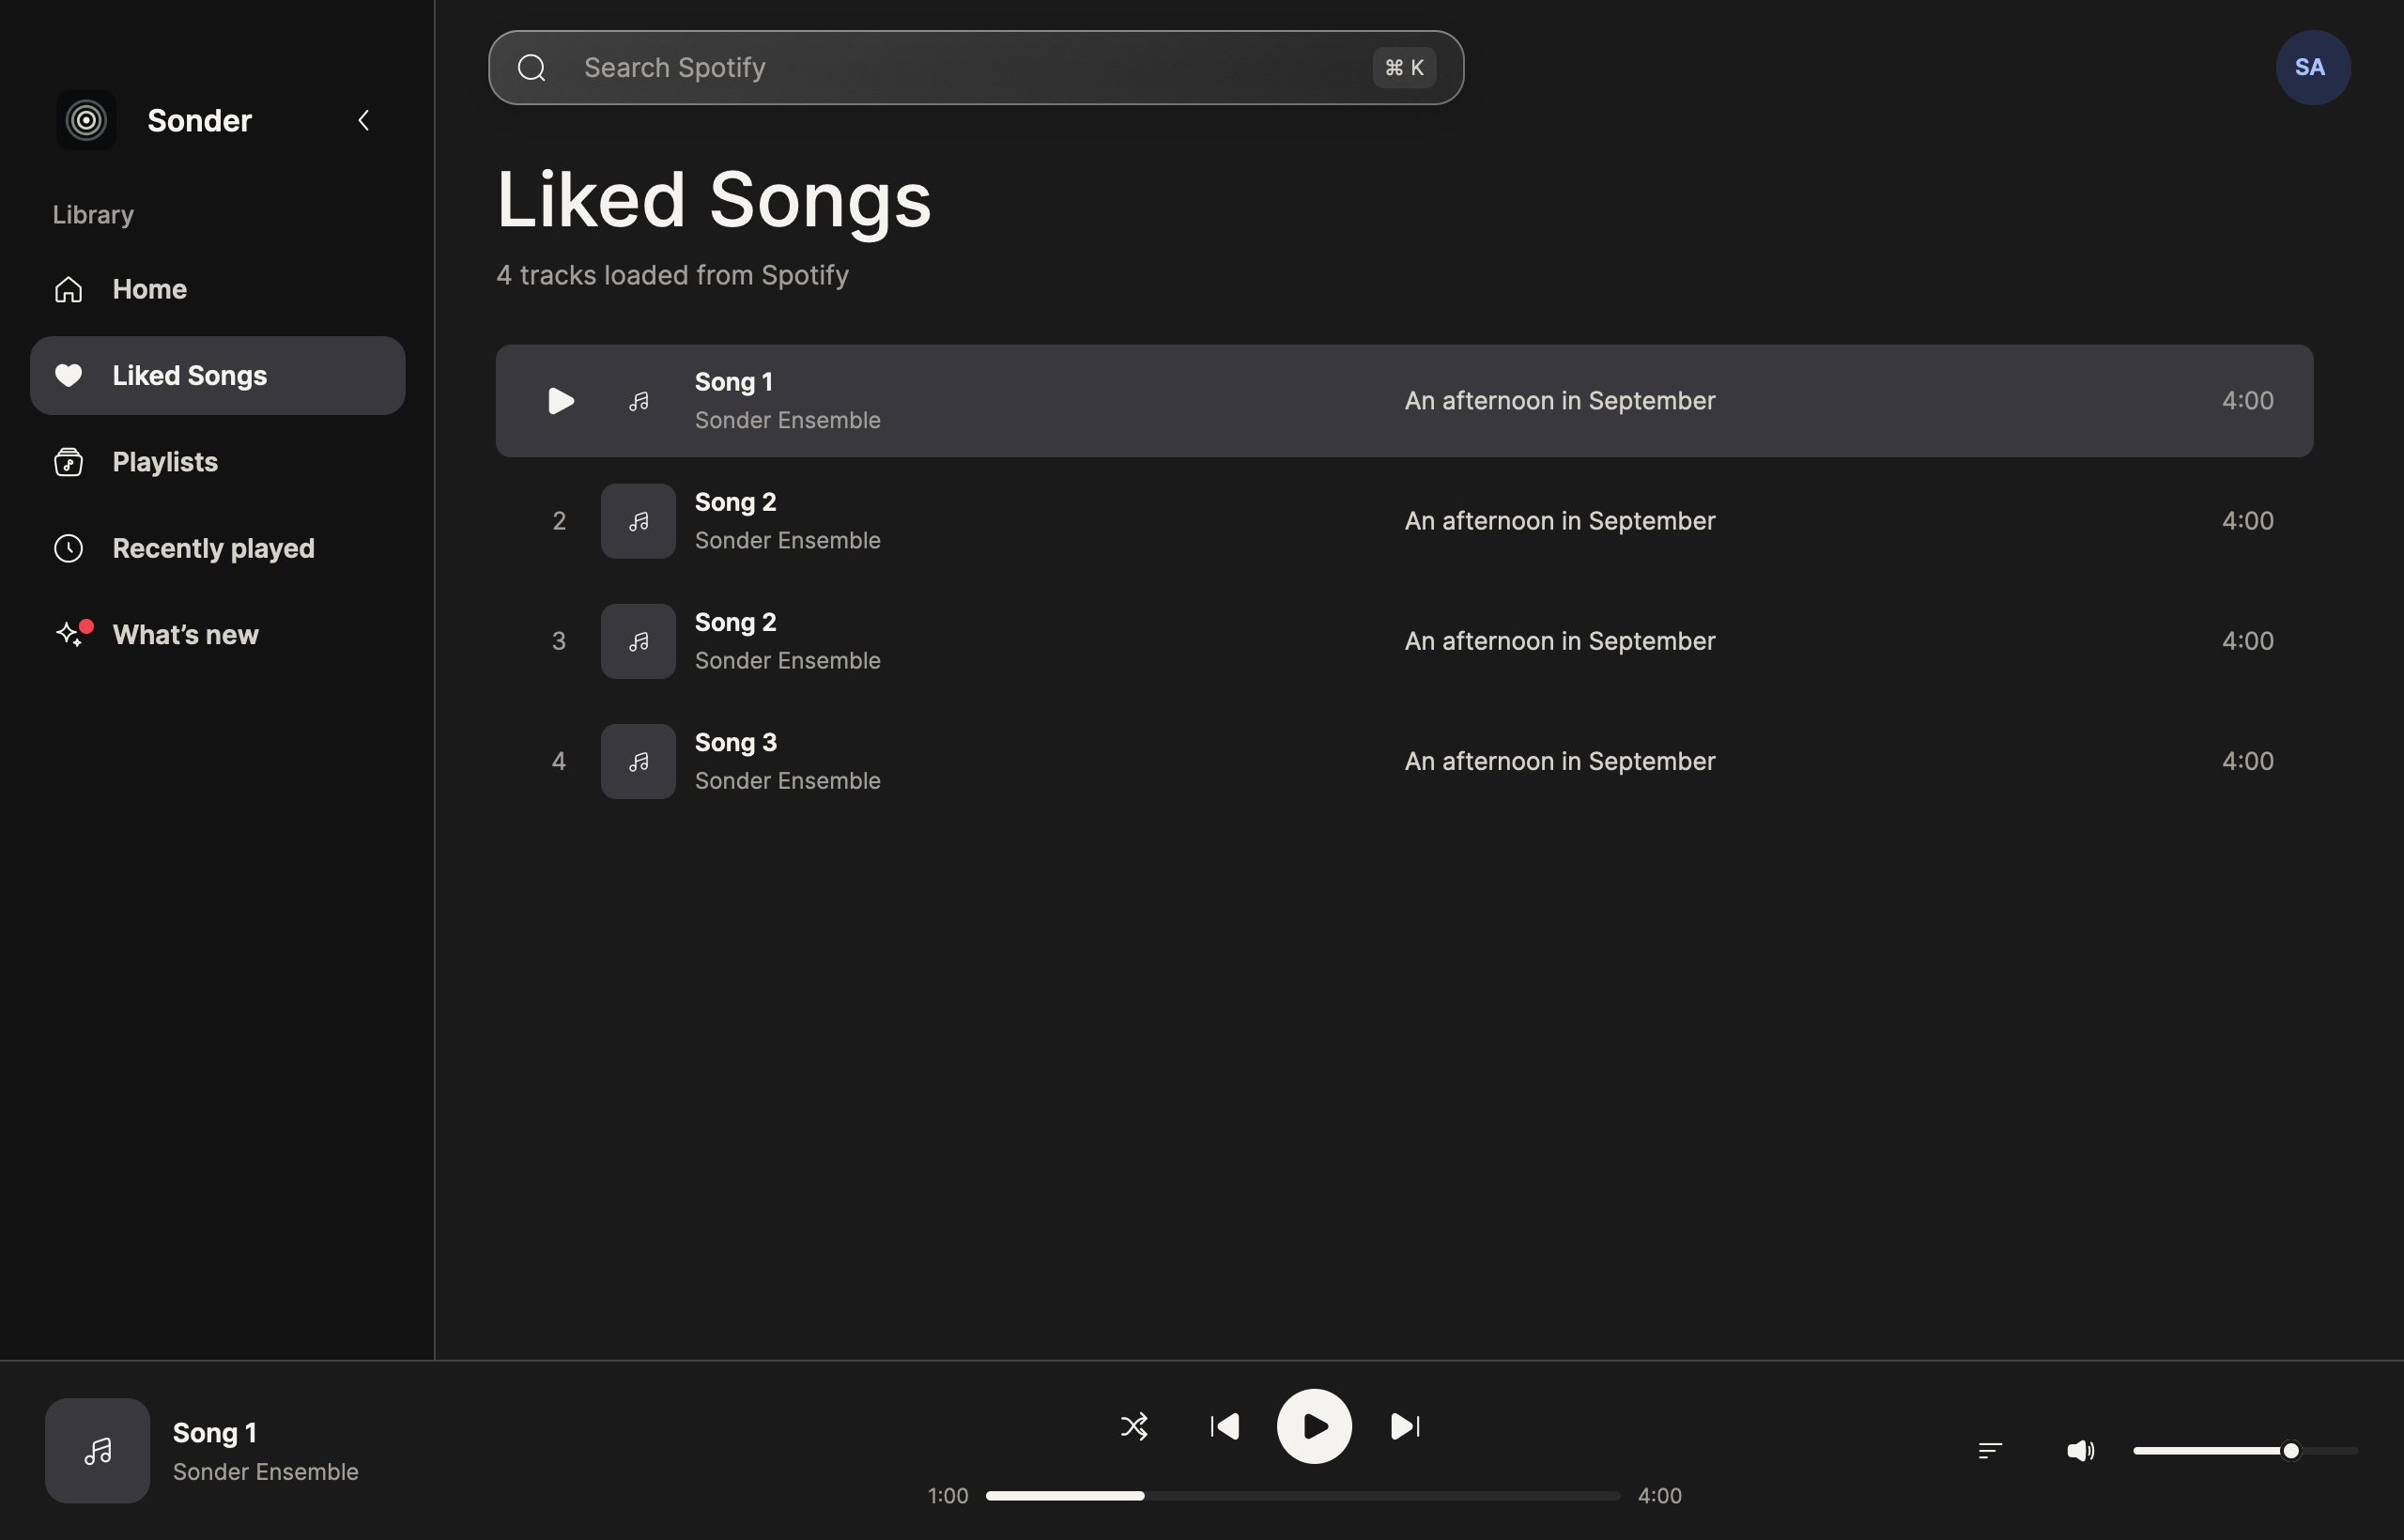 Search Spotify
⌘ K
SA
Sonder
Library
Home
Liked Songs
Playlists
Recently played
What’s new
Liked Songs
4 tracks loaded from Spotify
Song 1
Sonder Ensemble
An afternoon in September
4:00
2
Song 2
Sonder Ensemble
An afternoon in September
4:00
3
Song 2
Sonder Ensemble
An afternoon in September
4:00
4
Song 3
Sonder Ensemble
An afternoon in September
4:00
Song 1
Sonder Ensemble
1:00
4:00